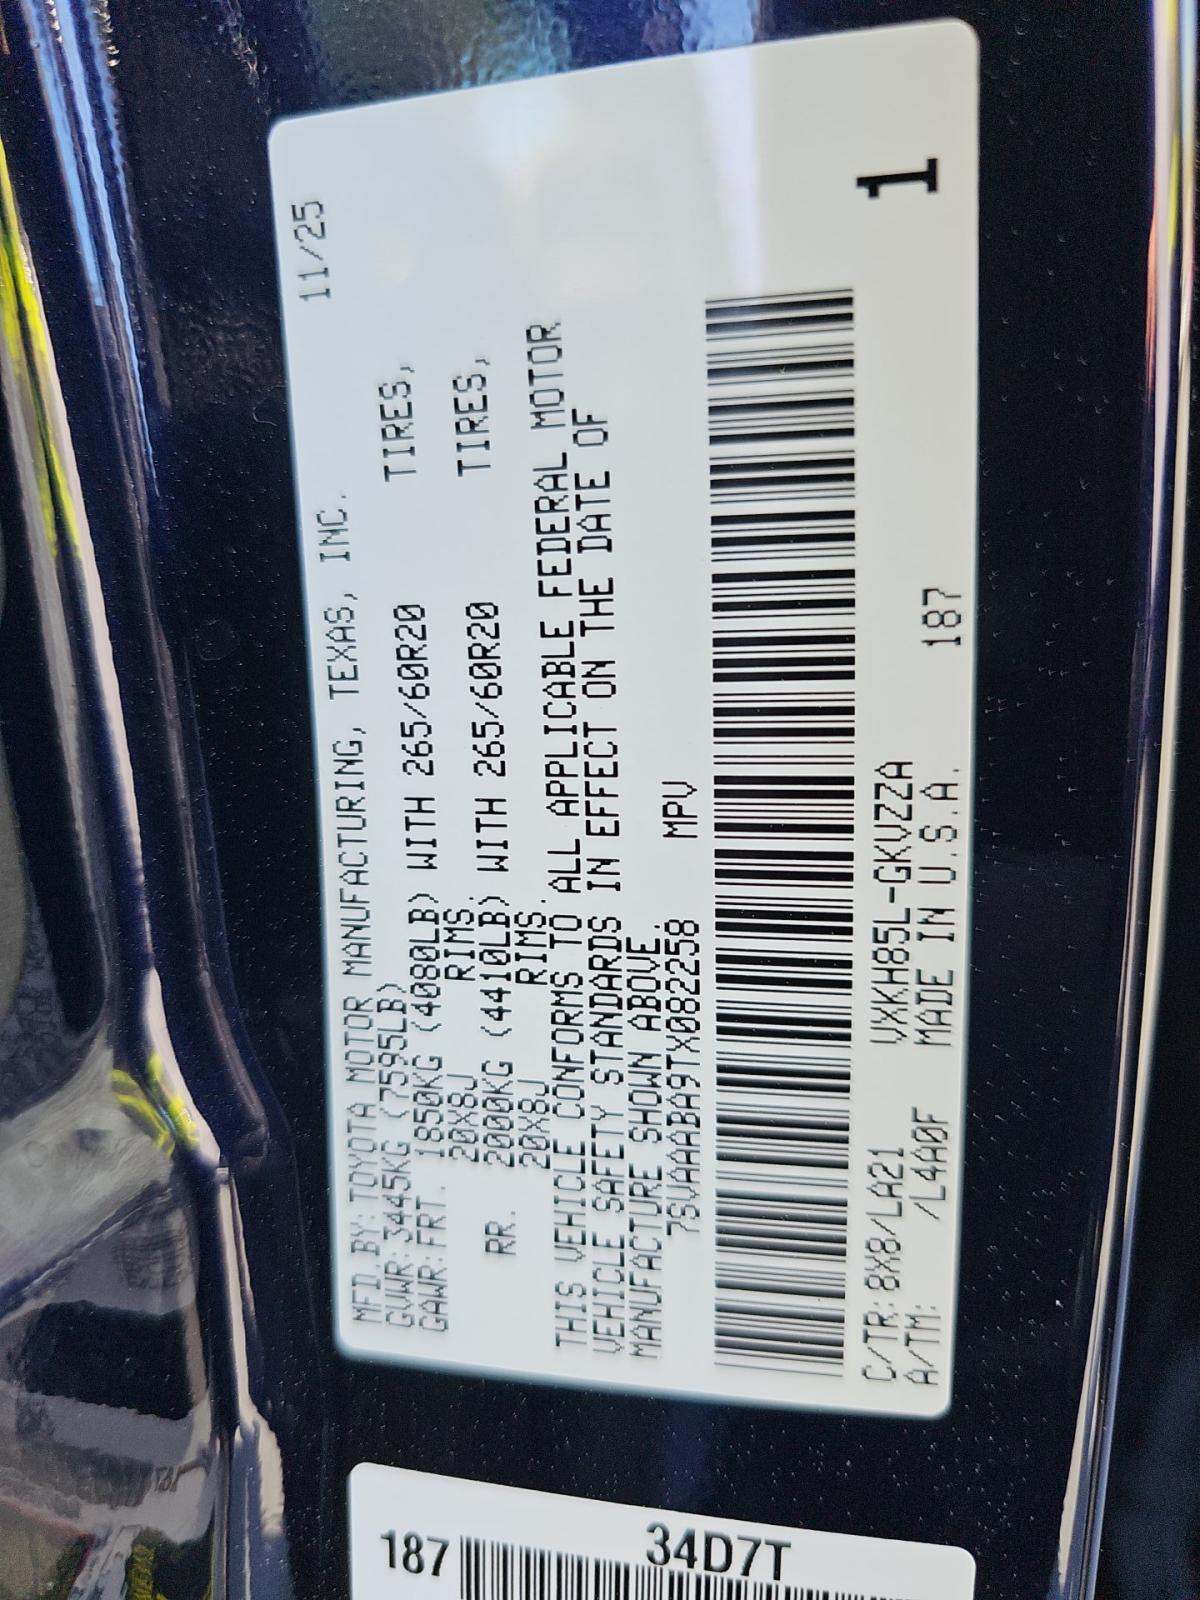 11/25
MFD.BY: TOYOTA MOTOR MANUFACTURING, TEXAS, INC.
GVWR: 3445KG (7595LB)
GAWR: FRT. 1850KG (4080LB) WITH 265/60R20 TIRES,
20X8J RIMS.
RR. 2000KG (4410LB) WITH 265/60R20 TIRES,
20X8J RIMS.
THIS VEHICLE CONFORMS TO ALL APPLICABLE FEDERAL MOTOR
VEHICLE SAFETY STANDARDS IN EFFECT ON THE DATE OF
MANUFACTURE SHOWN ABOVE.
7SVAAABA9TX082258 MPV
C/TR: 8X8/LA21 VXKH85L-GKVZZA
A/TM: /L4A0F MADE IN U.S.A. 187
1
187
34D7T